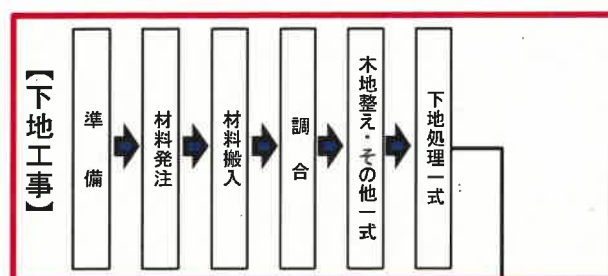 【下地工事】
準備
材料発注
材料搬入
調合
木地整え・その他一式
下地処理一式